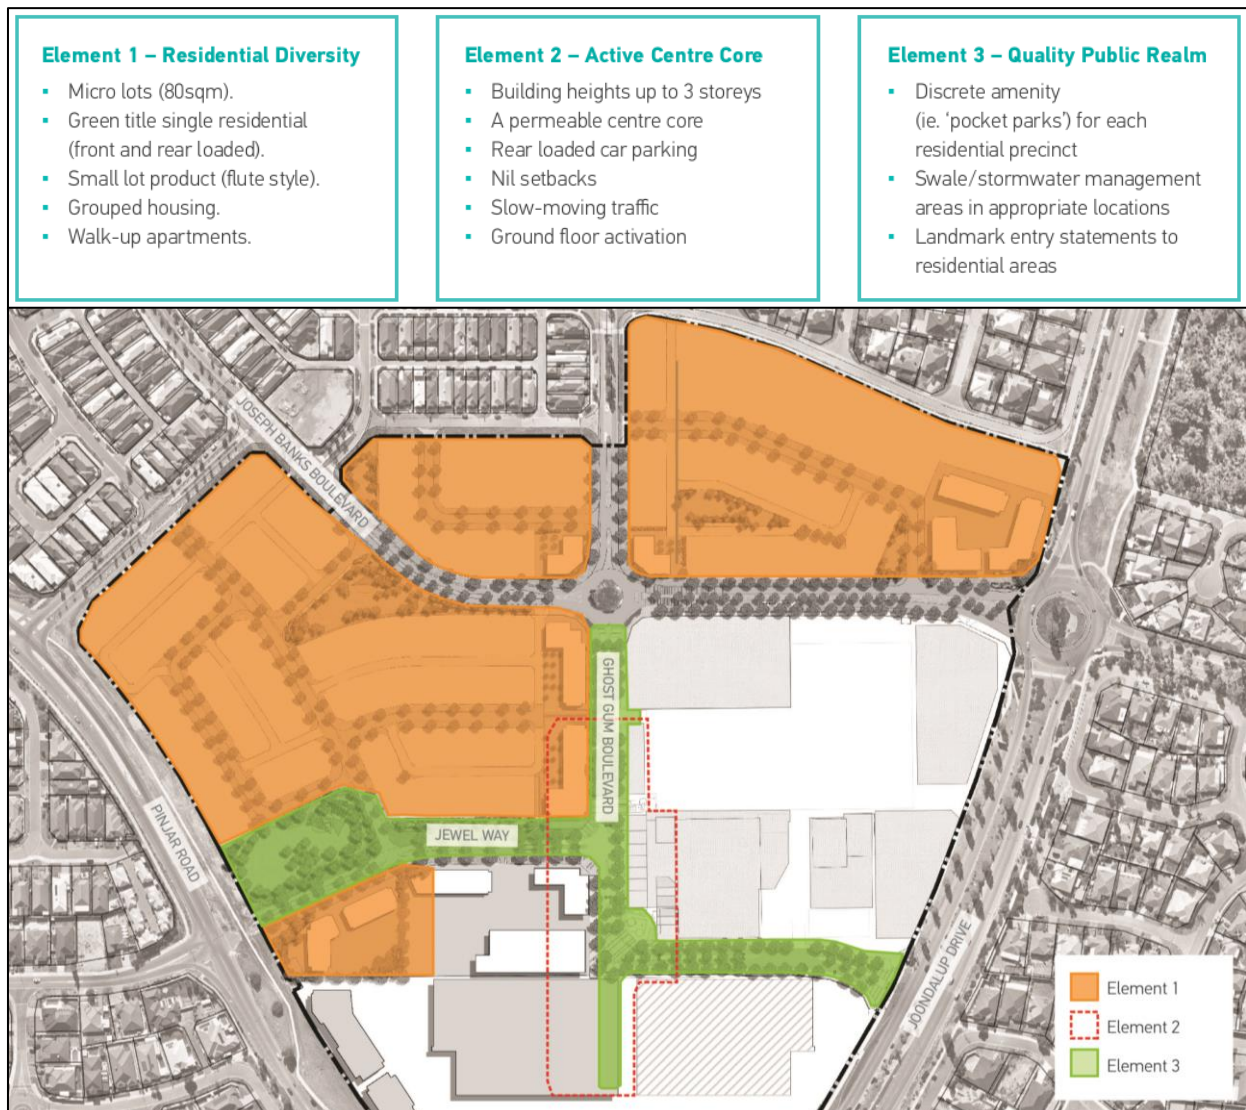 Element 1 – Residential Diversity
▪ Micro lots (80sqm).
▪ Green title single residential
(front and rear loaded).
▪ Small lot product (flute style).
▪ Grouped housing.
▪ Walk-up apartments.
Element 2 – Active Centre Core
▪ Building heights up to 3 storeys
▪ A permeable centre core
▪ Rear loaded car parking
▪ Nil setbacks
▪ Slow-moving traffic
▪ Ground floor activation
Element 3 – Quality Public Realm
▪ Discrete amenity
(ie. ‘pocket parks’) for each
residential precinct
▪ Swale/stormwater management
areas in appropriate locations
▪ Landmark entry statements to
residential areas
JOSEPH BANKS BOULEVARD
GHOST GUM BOULEVARD
JEWEL WAY
PINJAR ROAD
JOONDALUP DRIVE
Element 1
Element 2
Element 3